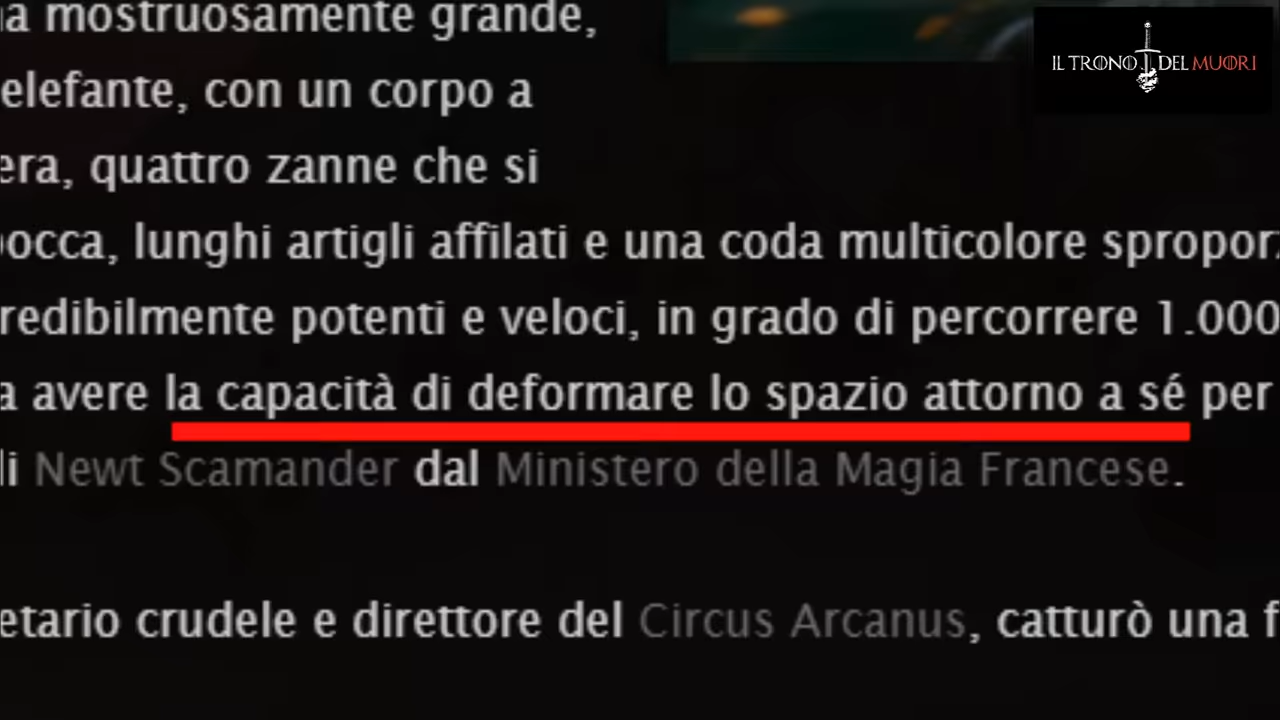 a mostruosamente grande,
elefante, con un corpo a
era, quattro zanne che si
occa, lunghi artigli affilati e una coda multicolore spropor
redibilmente potenti e veloci, in grado di percorrere 1.000
a avere la capacità di deformare lo spazio attorno a sé per
li Newt Scamander dal Ministero della Magia Francese.
etario crudele e direttore del Circus Arcanus, catturò una f
IL TRONO DEL MUORI